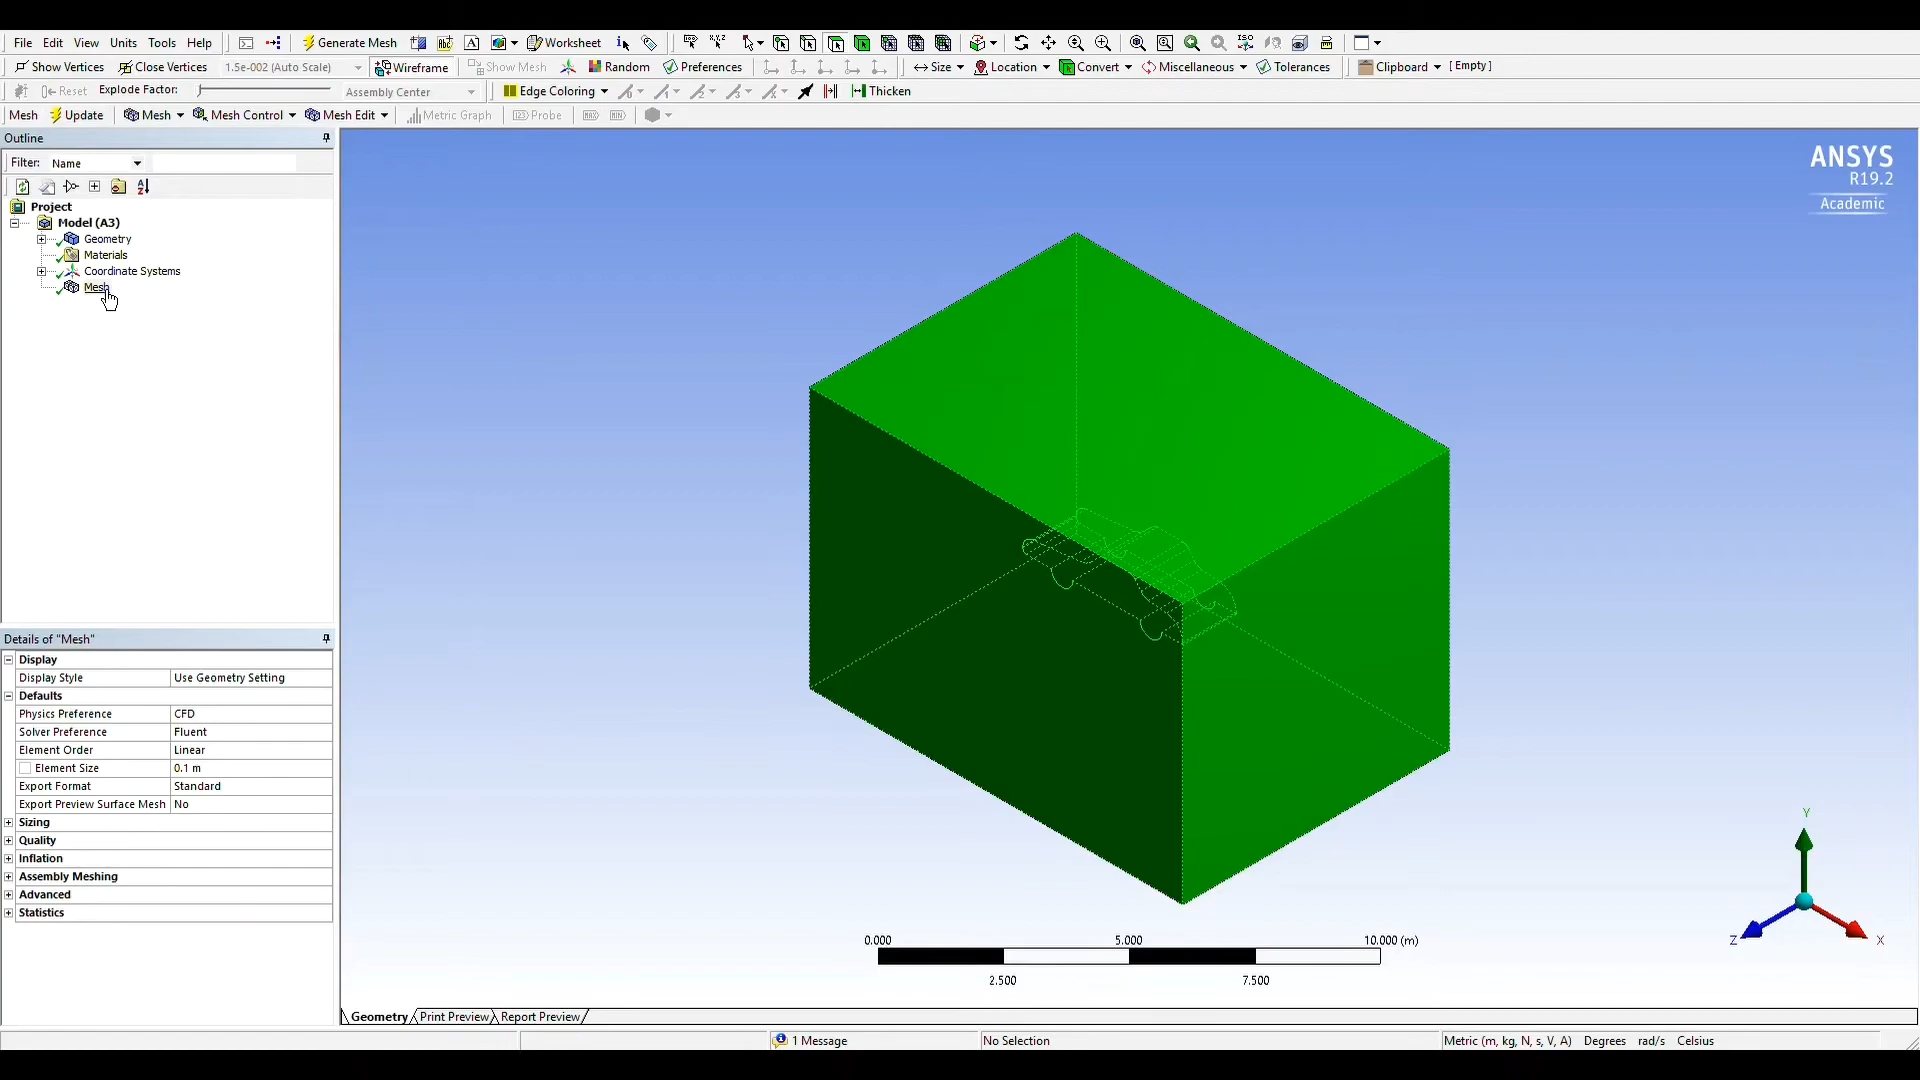 File Edit View Units Tools Help Generate Mesh Worksheet
Show Vertices Close Vertices 1.5e-002 (Auto Scale) Wireframe Show Mesh Random Preferences Size Location Convert Miscellaneous Tolerances Clipboard [ Empty ]
Reset Explode Factor: Assembly Center Edge Coloring Thicken
Mesh Update Mesh Mesh Control Mesh Edit Metric Graph Probe
Outline
Filter: Name
Project
Model (A3)
Geometry
Materials
Coordinate Systems
Mesh
Details of "Mesh"
Display
Display Style Use Geometry Setting
Defaults
Physics Preference CFD
Solver Preference Fluent
Element Order Linear
Element Size 0.1 m
Export Format Standard
Export Preview Surface Mesh No
Sizing
Quality
Inflation
Assembly Meshing
Advanced
Statistics
ANSYS
R19.2
Academic
Y
Z X
0.000 5.000 10.000 (m)
2.500 7.500
Geometry Print Preview Report Preview
1 Message No Selection Metric (m, kg, N, s, V, A) Degrees rad/s Celsius